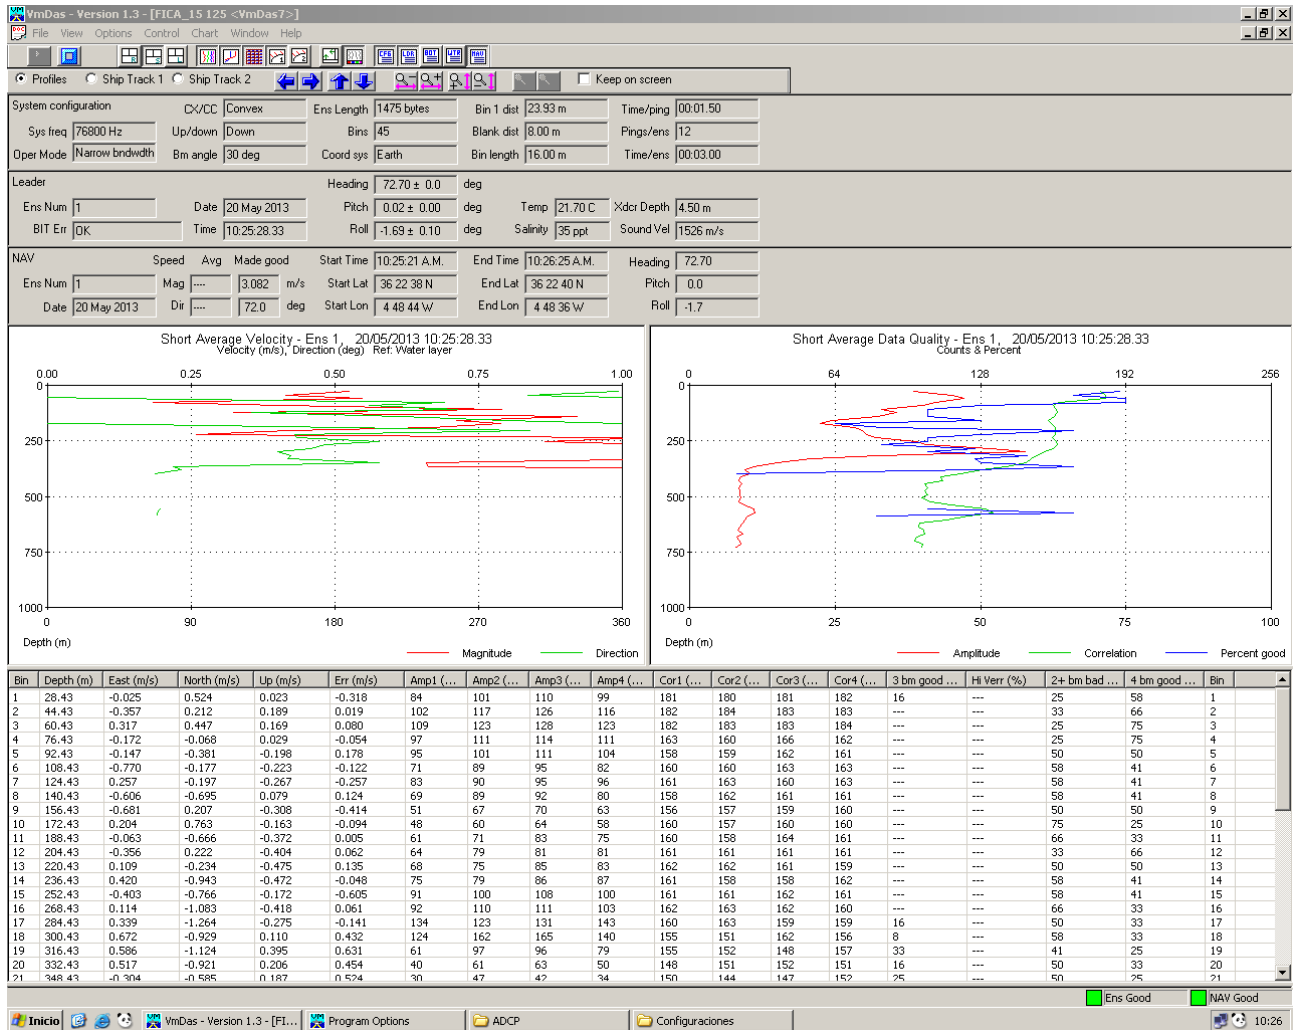 VmDas - Version 1.3 - [FICA_15 125 <VmDas7>]
File View Options Control Chart Window Help
Profiles Ship Track 1 Ship Track 2 Keep on screen
System configuration CX/CC Convex Ens Length 1475 bytes Bin 1 dist 23.93 m Time/ping 00:01.50
Sys freq 76800 Hz Up/down Down Bins 45 Blank dist 8.00 m Pings/ens 12
Oper Mode Narrow bndwdth Bm angle 30 deg Coord sys Earth Bin length 16.00 m Time/ens 00:03.00
Leader Heading 72.70 ± 0.0 deg
Ens Num 1 Date 20 May 2013 Pitch 0.02 ± 0.00 deg Temp 21.70 C Xdcr Depth 4.50 m
BIT Err OK Time 10:25:28.33 Roll -1.69 ± 0.10 deg Salinity 35 ppt Sound Vel 1526 m/s
NAV Speed Avg Made good Start Time 10:25:21 A.M. End Time 10:26:25 A.M. Heading 72.70
Ens Num 1 Mag ---- 3.082 m/s Start Lat 36 22 38 N End Lat 36 22 40 N Pitch 0.0
Date 20 May 2013 Dir ---- 72.0 deg Start Lon 4 48 44 W End Lon 4 48 36 W Roll -1.7
Short Average Velocity - Ens 1, 20/05/2013 10:25:28.33
Velocity (m/s), Direction (deg) Ref: Water layer
0.00 0.25 0.50 0.75 1.00
0
250
500
750
1000
0 90 180 270 360
Depth (m)
Magnitude Direction
Short Average Data Quality - Ens 1, 20/05/2013 10:25:28.33
Counts & Percent
0 64 128 192 256
0
250
500
750
1000
0 25 50 75 100
Depth (m)
Amplitude Correlation Percent good
Bin Depth (m) East (m/s) North (m/s) Up (m/s) Err (m/s) Amp1 (... Amp2 (... Amp3 (... Amp4 (... Cor1 (... Cor2 (... Cor3 (... Cor4 (... 3 bm good ... Hi Verr (%) 2+ bm bad ... 4 bm good ... Bin
1 28.43 -0.025 0.524 0.023 -0.318 84 101 110 99 181 180 181 182 16 --- 25 58 1
2 44.43 -0.357 0.212 0.189 0.019 102 117 126 116 182 184 183 183 --- --- 33 66 2
3 60.43 0.317 0.447 0.169 0.080 109 123 128 123 182 183 183 184 --- --- 25 75 3
4 76.43 -0.172 -0.068 0.029 -0.054 97 111 114 111 163 160 166 162 --- --- 25 75 4
5 92.43 -0.147 -0.381 -0.198 0.178 95 101 111 104 158 159 162 161 --- --- 50 50 5
6 108.43 -0.770 -0.177 -0.223 -0.122 71 89 95 82 160 160 163 163 --- --- 58 41 6
7 124.43 0.257 -0.197 -0.267 -0.257 83 90 95 96 161 163 160 163 --- --- 58 41 7
8 140.43 -0.606 -0.695 0.079 0.124 69 89 92 80 158 162 161 161 --- --- 58 41 8
9 156.43 -0.681 0.207 -0.308 -0.414 51 67 70 63 156 157 159 160 --- --- 50 50 9
10 172.43 0.204 0.763 -0.163 -0.094 48 60 64 58 160 157 160 160 --- --- 75 25 10
11 188.43 -0.063 -0.666 -0.372 0.005 61 71 83 75 160 158 164 161 --- --- 66 33 11
12 204.43 -0.356 0.222 -0.404 0.062 64 79 81 81 161 161 161 161 --- --- 33 66 12
13 220.43 0.109 -0.234 -0.475 0.135 68 75 85 83 162 162 161 159 --- --- 50 50 13
14 236.43 0.420 -0.943 -0.472 -0.048 75 79 86 87 161 158 158 162 --- --- 58 41 14
15 252.43 -0.403 -0.766 -0.172 -0.605 91 100 108 100 161 161 162 161 --- --- 58 41 15
16 268.43 0.114 -1.083 -0.418 0.061 92 110 111 103 162 163 162 160 --- --- 66 33 16
17 284.43 0.339 -1.264 -0.275 -0.141 134 123 131 143 160 163 159 159 16 --- 50 33 17
18 300.43 0.672 -0.929 0.110 0.432 124 162 165 140 155 151 162 156 8 --- 58 33 18
19 316.43 0.586 -1.124 0.395 0.631 61 97 96 79 155 152 148 157 33 --- 41 25 19
20 332.43 0.517 -0.921 0.206 0.454 40 61 63 50 148 151 152 151 16 --- 50 33 20
21 348.43 -0.304 -0.585 0.187 0.524 30 47 42 34 150 144 147 152 25 --- 50 25 21
Ens Good NAV Good
Inicio VmDas - Version 1.3 - [FI... Program Options ADCP Configuraciones 10:26